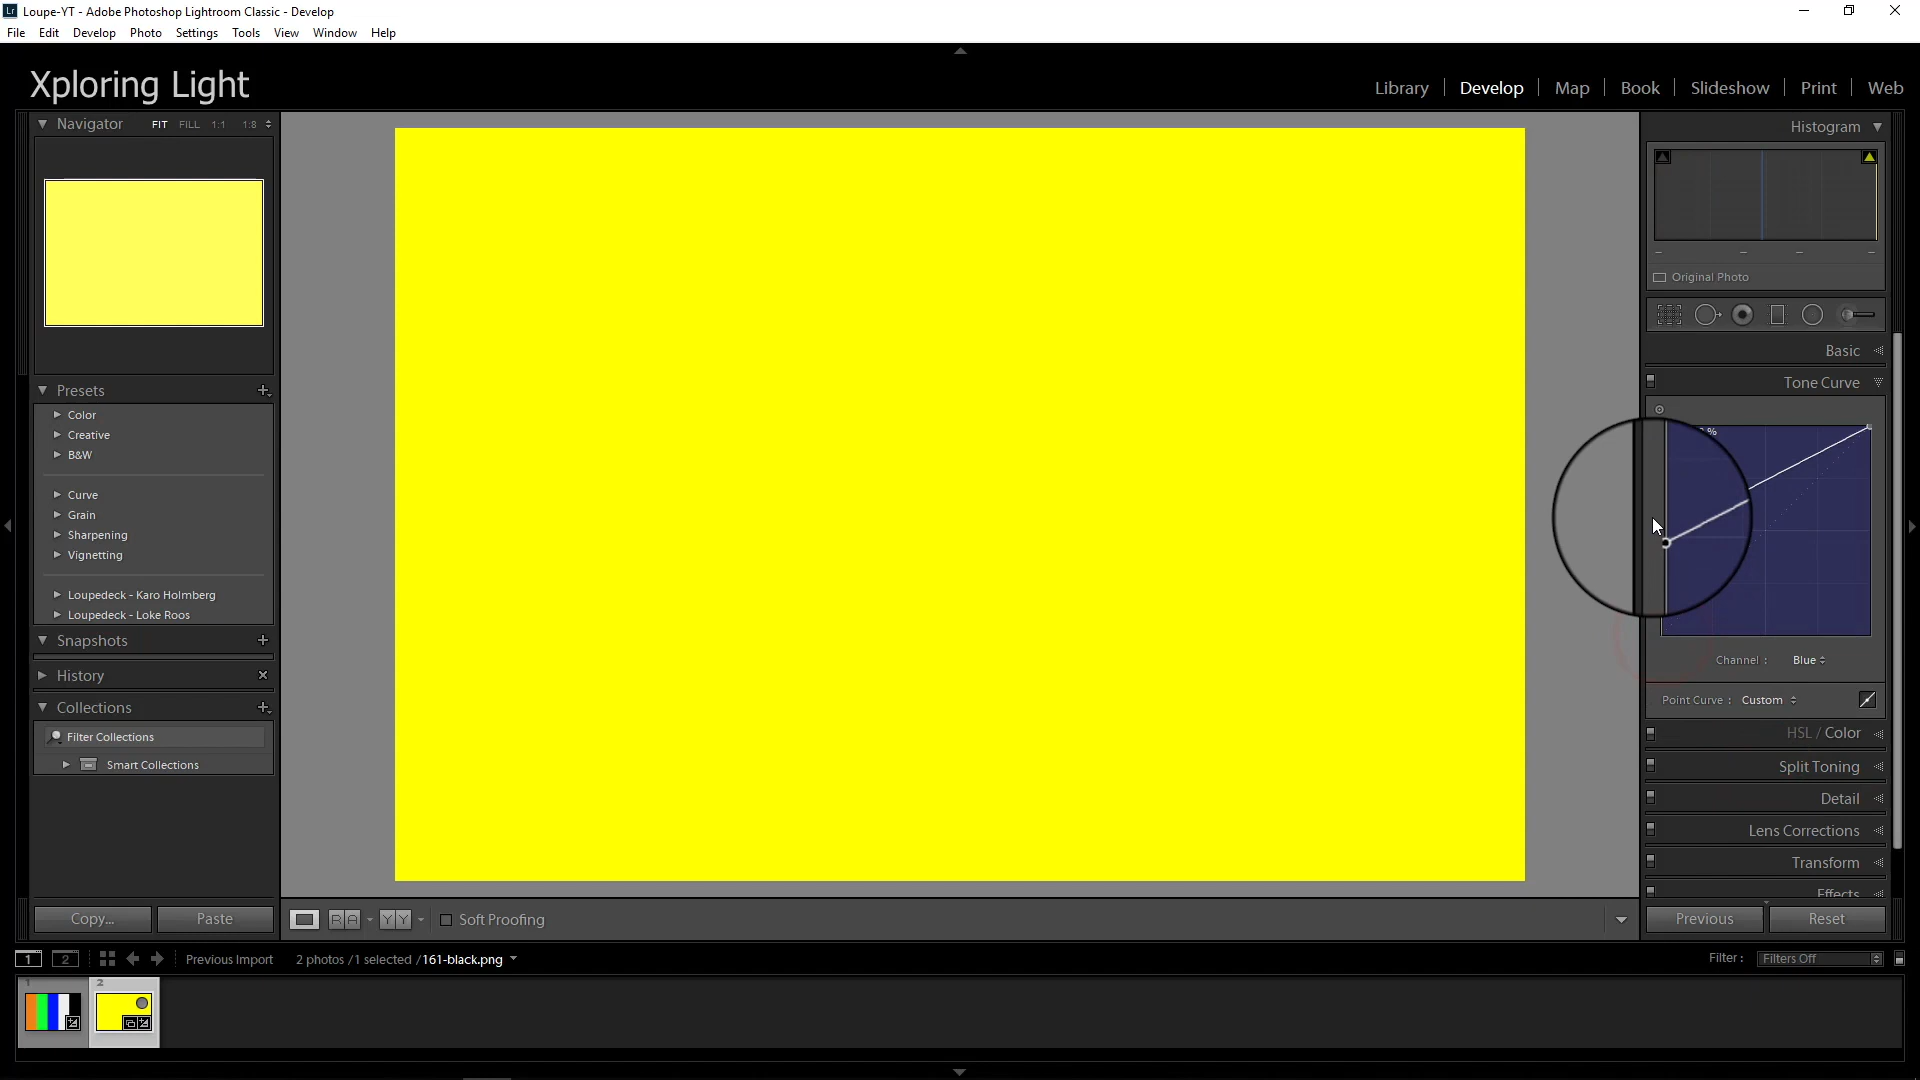 Loupe-YT - Adobe Photoshop Lightroom Classic - Develop
File Edit Develop Photo Settings Tools View Window Help
Xploring Light
Library Develop Map Book Slideshow Print Web
Navigator FIT FILL 1:1 1:8
Histogram
Original Photo
Basic
Tone Curve
Presets
Color
Creative
B&W
Curve
Grain
Sharpening
Vignetting
Loupedeck - Karo Holmberg
Loupedeck - Loke Roos
Snapshots
History
Collections
Filter Collections
Smart Collections
%
Channel : Blue
Point Curve : Custom
HSL / Color
Split Toning
Detail
Lens Corrections
Transform
Effects
Copy... Paste
R A Y Y Soft Proofing
Previous Reset
1 2 Previous Import 2 photos /1 selected /161-black.png
Filter : Filters Off
1 2